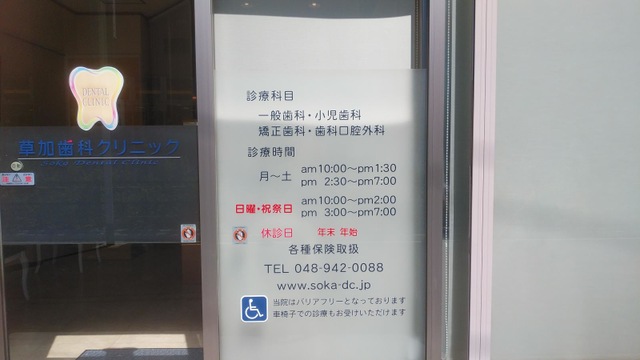 DENTAL
CLINIC
草加歯科クリニック
Soka Dental Clinic
注意
診療科目
一般歯科・小児歯科
矯正歯科・歯科口腔外科
診療時間
月〜土 am10:00〜pm1:30
pm 2:30〜pm7:00
日曜・祝祭日 am10:00〜pm2:00
pm 3:00〜pm7:00
休診日 年末 年始
各種保険取扱
TEL 048-942-0088
www.soka-dc.jp
当院はバリアフリーとなっております
車椅子での診療もお受けいただけます